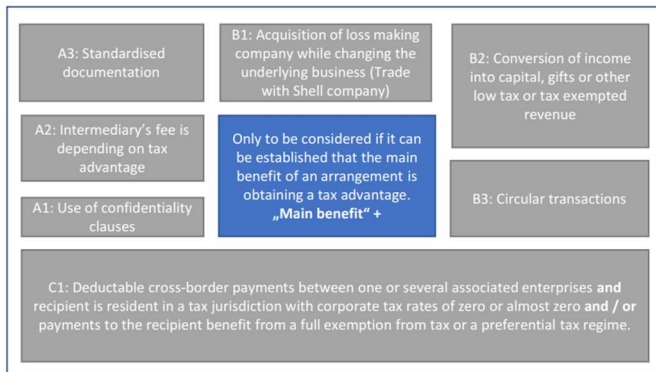 A3: Standardised
documentation
B1: Acquisition of loss making
company while changing the
underlying business (Trade
with Shell company)
B2: Conversion of income
into capital, gifts or other
low tax or tax exempted
revenue
A2: Intermediary's fee is
depending on tax
advantage
Only to be considered if it can
be established that the main
benefit of an arrangement is
obtaining a tax advantage.
„Main benefit“ +
A1: Use of confidentiality
clauses
B3: Circular transactions
C1: Deductable cross-border payments between one or several associated enterprises and
recipient is resident in a tax jurisdiction with corporate tax rates of zero or almost zero and / or
payments to the recipient benefit from a full exemption from tax or a preferential tax regime.